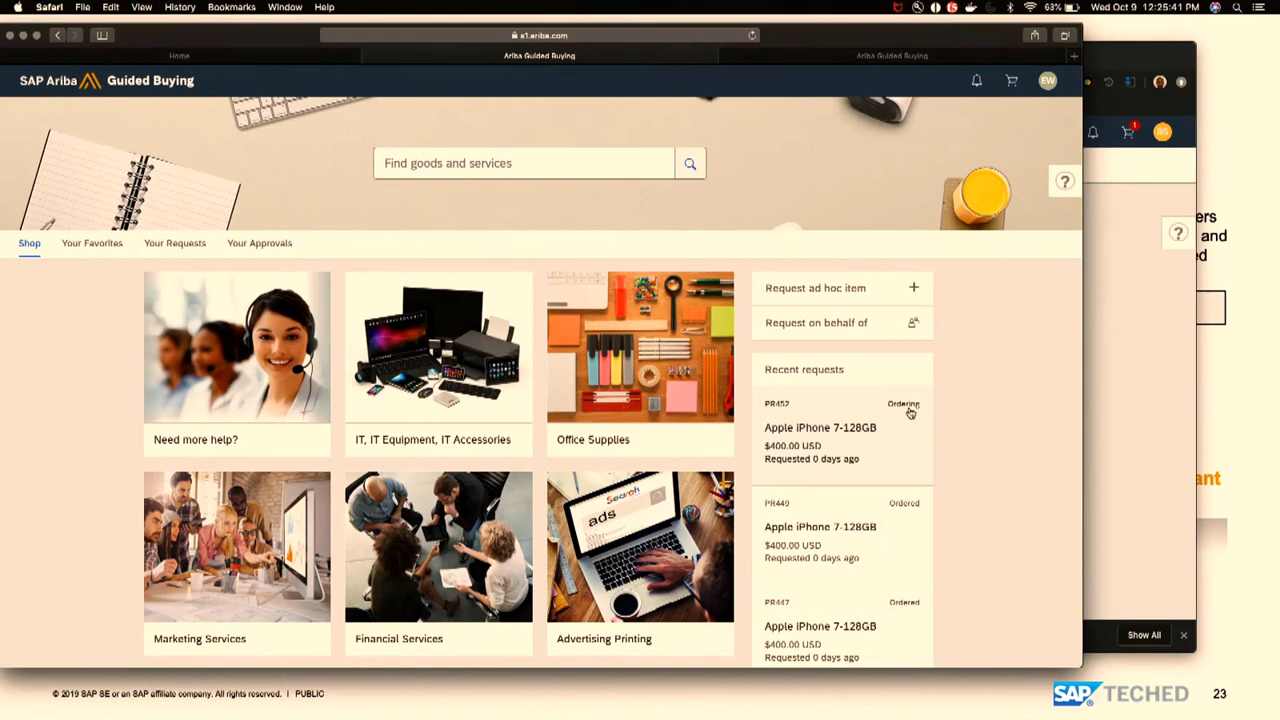 Safari File Edit View History Bookmarks Window Help
63% Wed Oct 9 12:25:41 PM
x1.ariba.com
Home
Ariba Guided Buying
Ariba Guided Buying
SAP Ariba Guided Buying
EW
1
BS
Find goods and services
?
?
ers
and
ed
Shop Your Favorites Your Requests Your Approvals
Request ad hoc item
Request on behalf of
Recent requests
PR452 Ordering
Apple iPhone 7-128GB
$400.00 USD
Requested 0 days ago
Need more help?
IT, IT Equipment, IT Accessories
Search
ads
Office Supplies
ant
PR449 Ordered
Apple iPhone 7-128GB
$400.00 USD
Requested 0 days ago
PR447 Ordered
Apple iPhone 7-128GB
$400.00 USD
Requested 0 days ago
Marketing Services
Financial Services
Advertising Printing
Show All
© 2019 SAP SE or an SAP affiliate company. All rights reserved. | PUBLIC
SAP TECHED
23